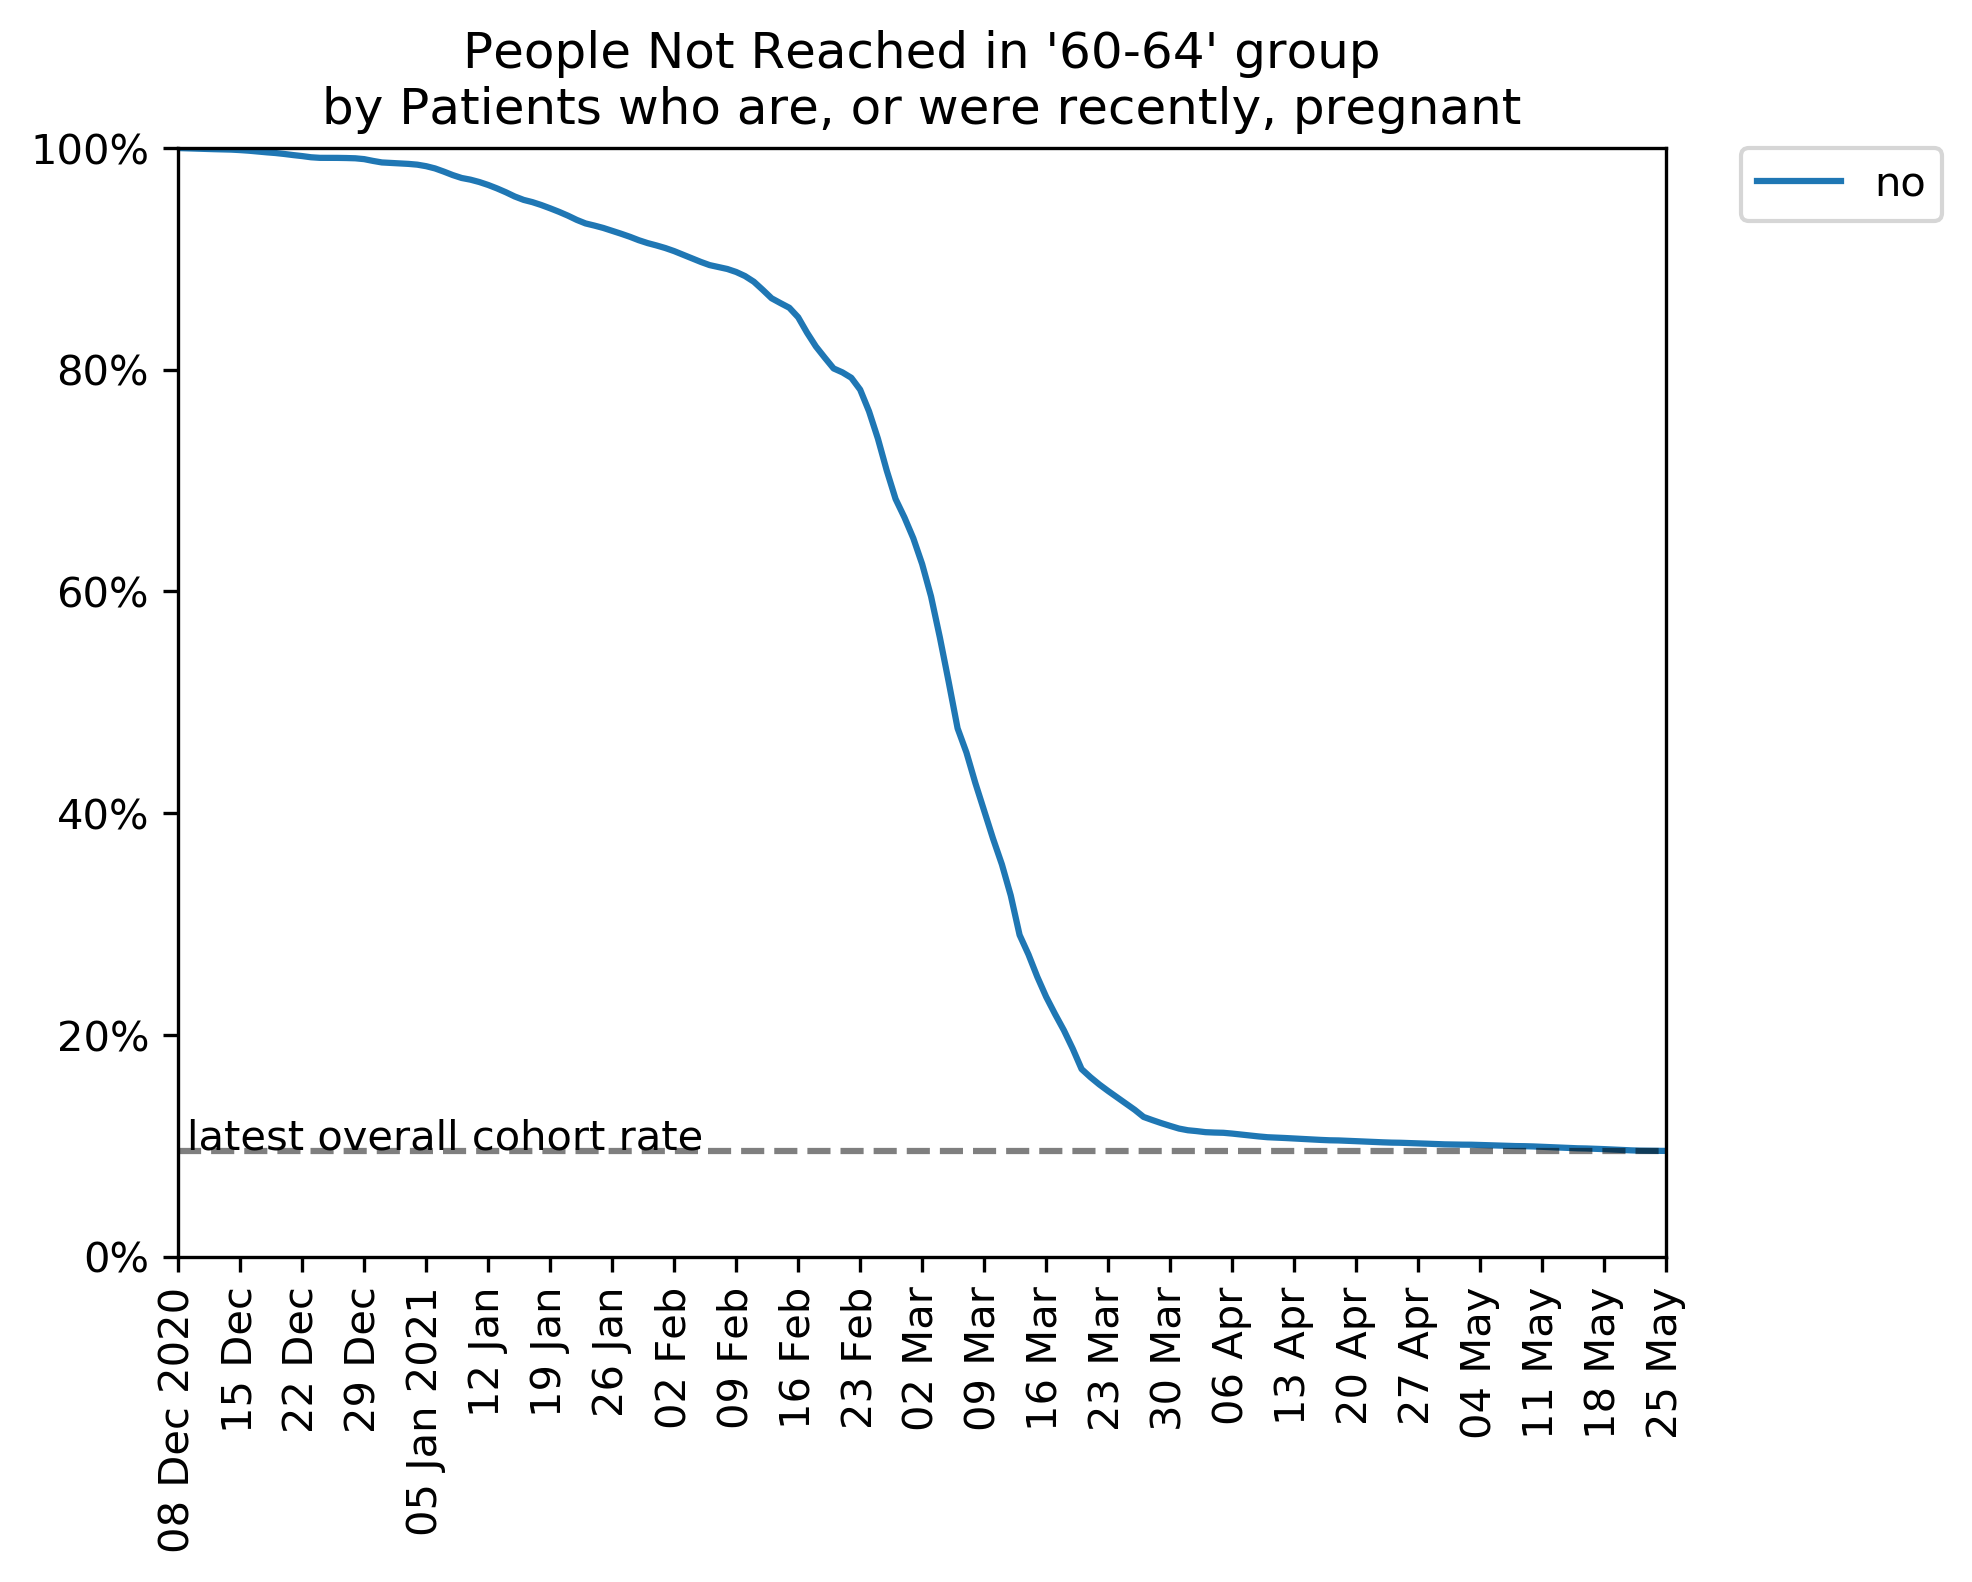 People Not Reached in '60-64' group
by Patients who are, or were recently, pregnant
100%
80%
60%
40%
20%
0%
no
latest overall cohort rate
08 Dec 2020
15 Dec
22 Dec
29 Dec
05 Jan 2021
12 Jan
19 Jan
26 Jan
02 Feb
09 Feb
16 Feb
23 Feb
02 Mar
09 Mar
16 Mar
23 Mar
30 Mar
06 Apr
13 Apr
20 Apr
27 Apr
04 May
11 May
18 May
25 May